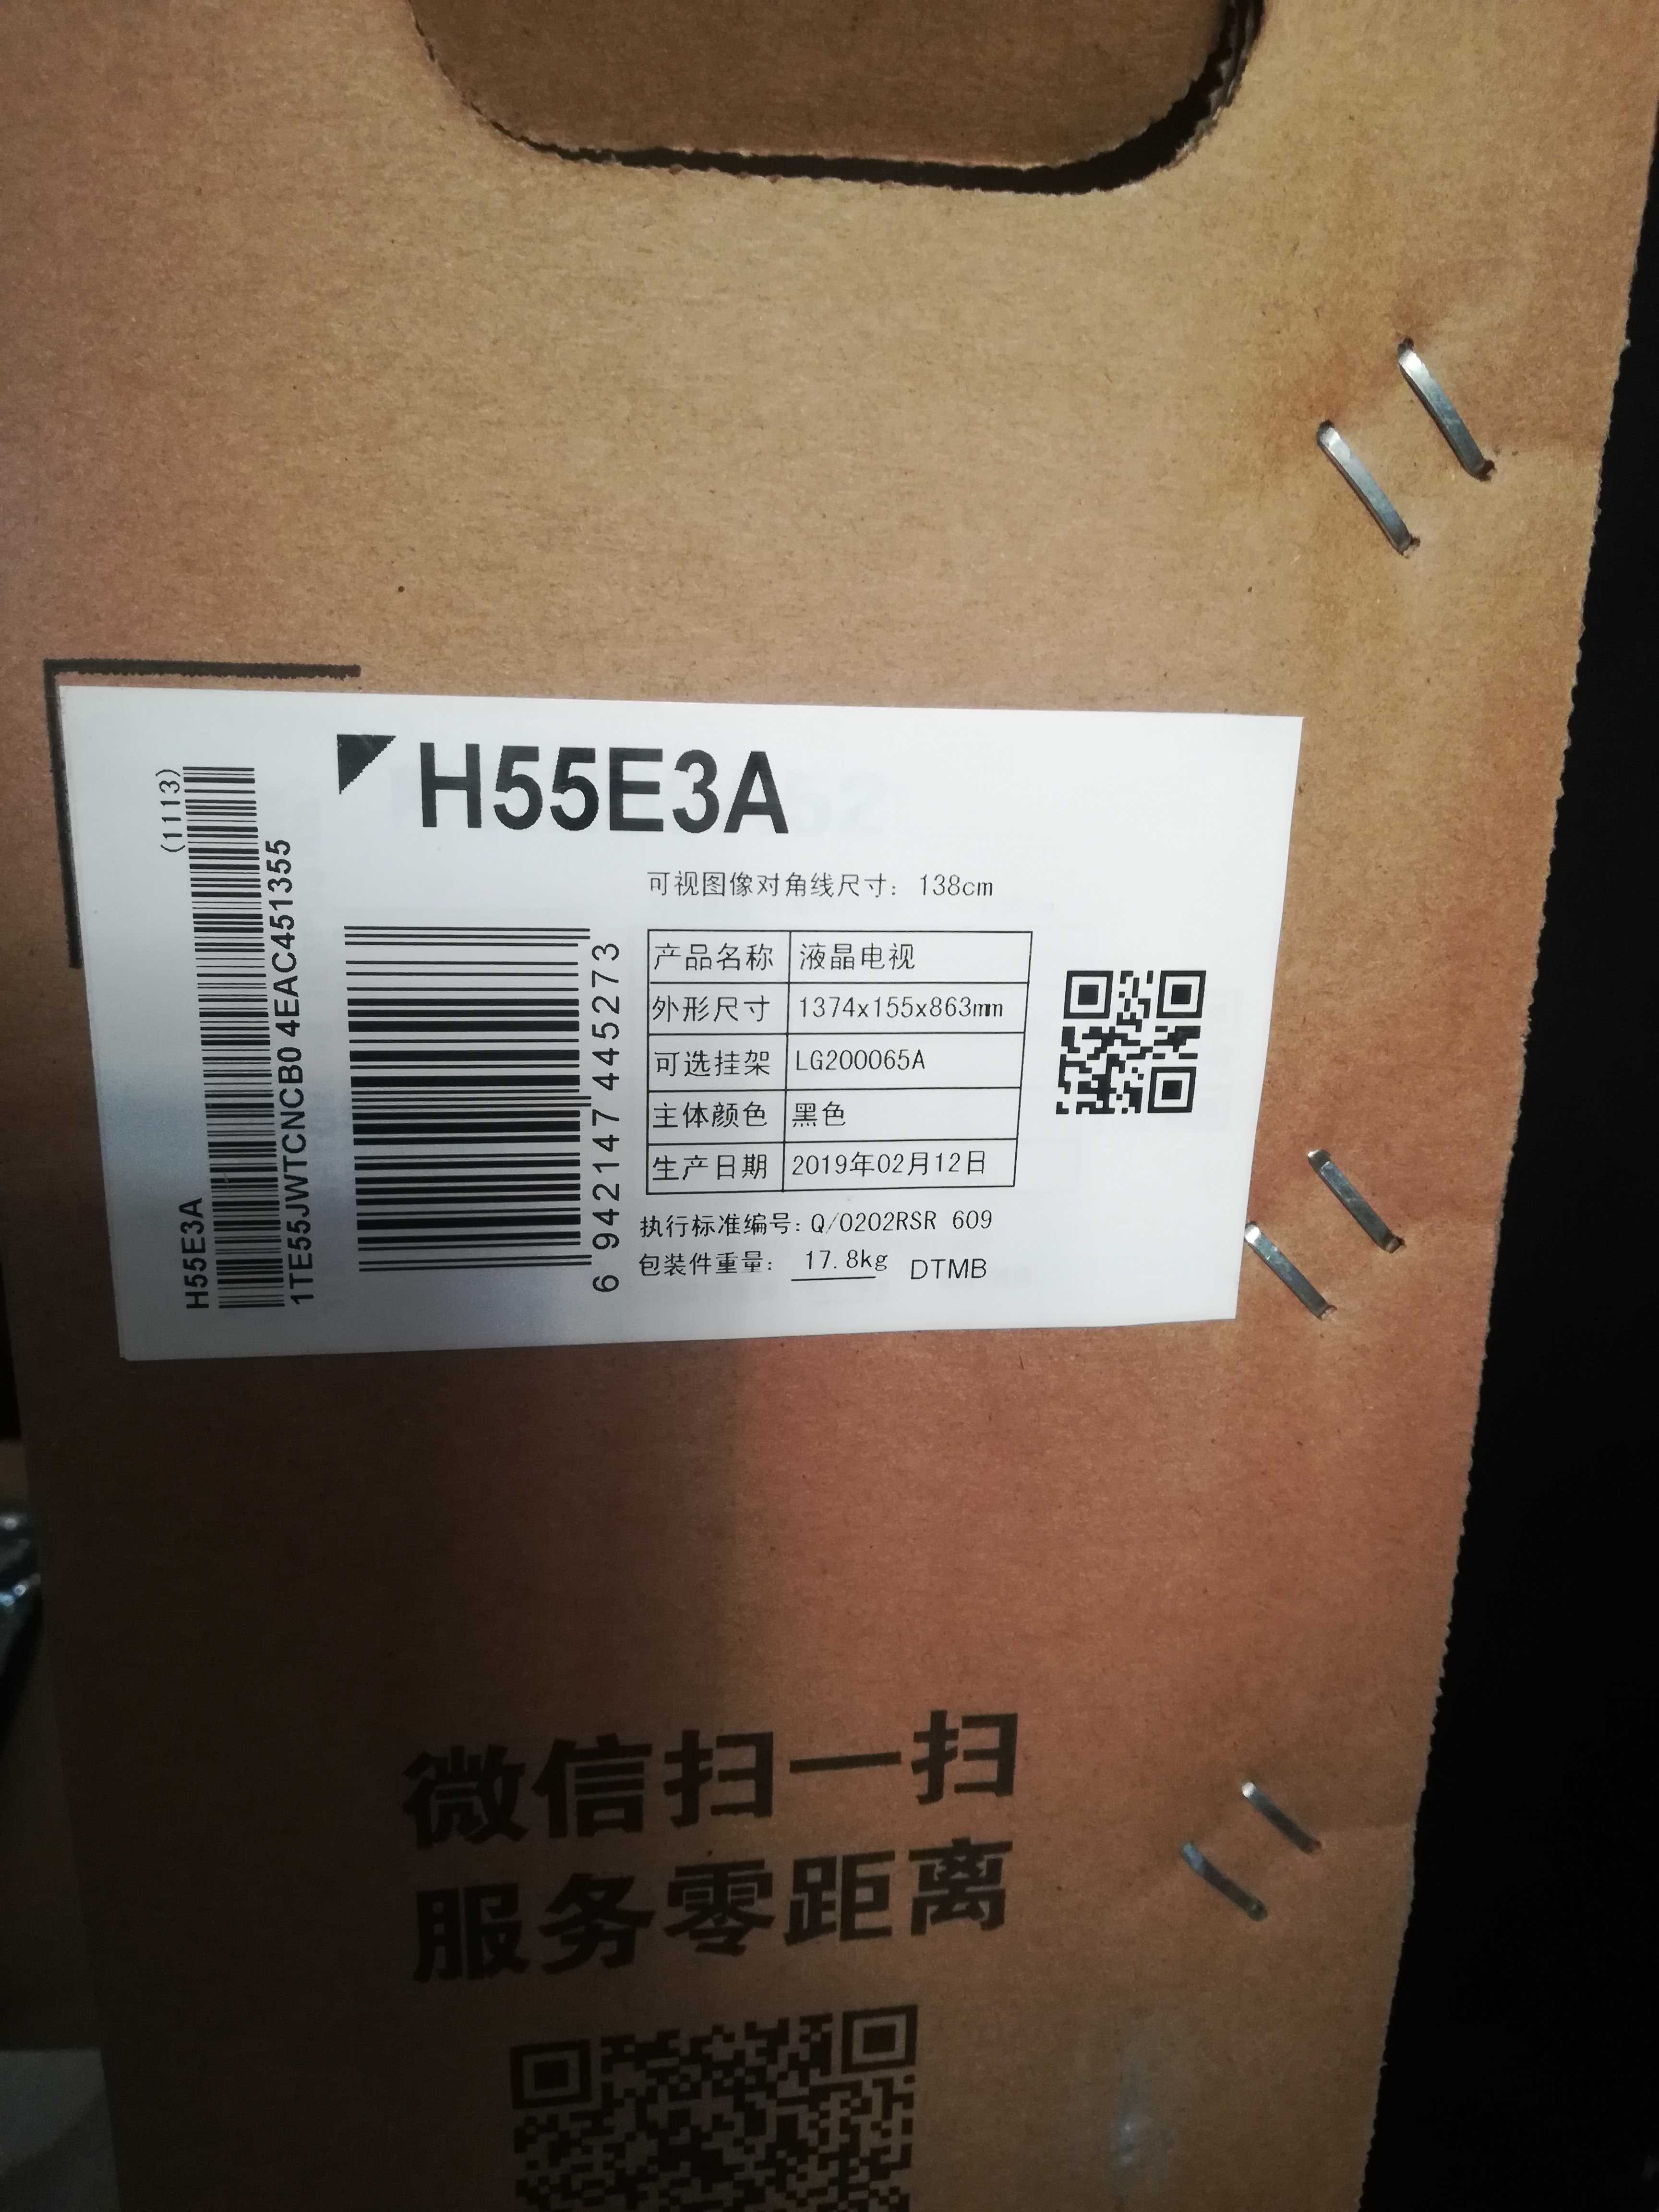 H55E3A
(1113)
H55E3A
1TE55JWTCNCB0 4EAC451355
可视图像对角线尺寸: 138cm
6 942147 445273
产品名称 液晶电视
外形尺寸 1374x155x863mm
可选挂架 LG200065A
主体颜色 黑色
生产日期 2019年02月12日
执行标准编号: Q/0202RSR 609
包装件重量: 17.8kg DTMB
微信扫一扫
服务零距离